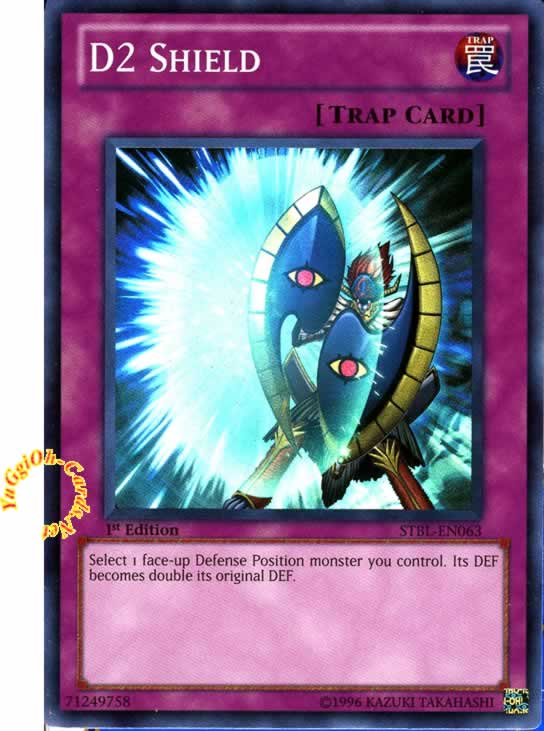 D2 Shield
TRAP
罠
[Trap Card]
YuGgiOh-Cards.Net
1st Edition
STBL-EN063
Select 1 face-up Defense Position monster you control. Its DEF
becomes double its original DEF.
71249758
©1996 KAZUKI TAKAHASHI